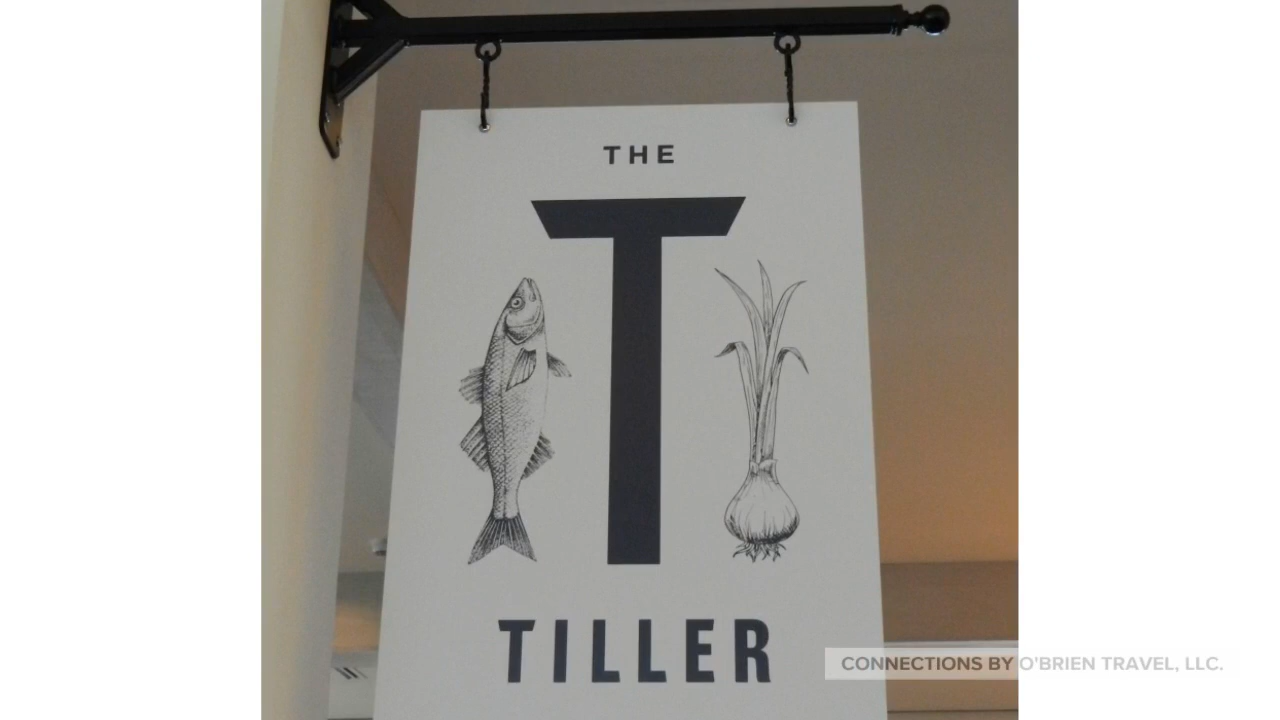 THE
T
TILLER
CONNECTIONS BY O'BRIEN TRAVEL, LLC.